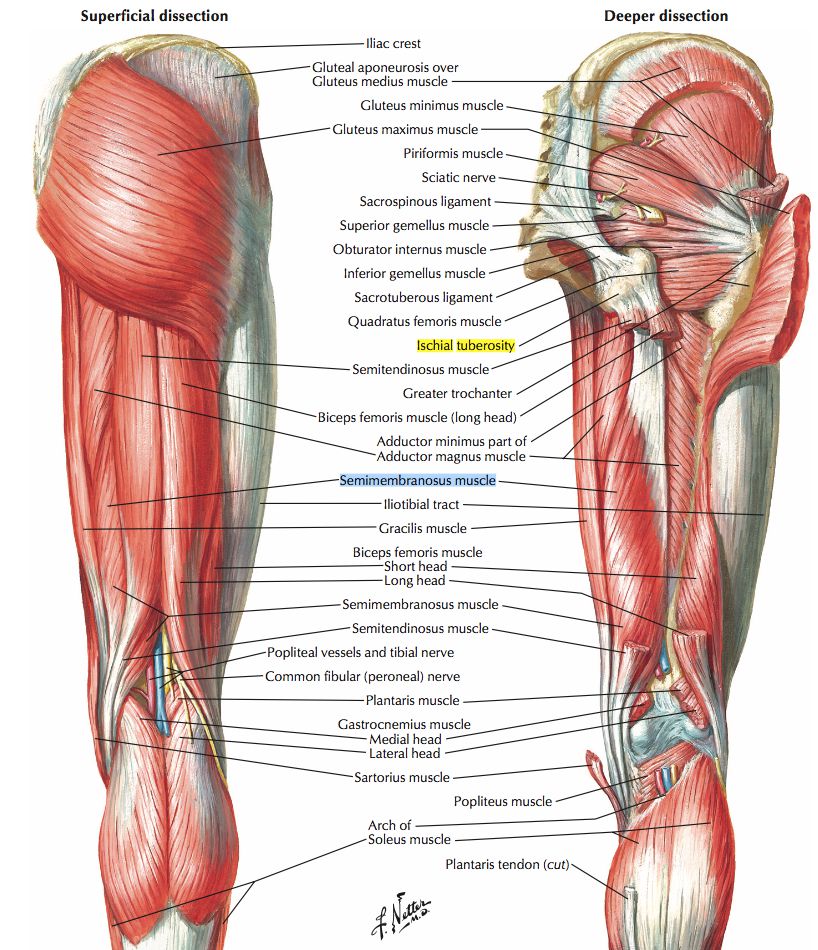 Superficial dissection
Deeper dissection
Iliac crest
Gluteal aponeurosis over
Gluteus medius muscle
Gluteus minimus muscle
Gluteus maximus muscle
Piriformis muscle
Sciatic nerve
Sacrospinous ligament
Superior gemellus muscle
Obturator internus muscle
Inferior gemellus muscle
Sacrotuberous ligament
Quadratus femoris muscle
Ischial tuberosity
Semitendinosus muscle
Greater trochanter
Biceps femoris muscle (long head)
Adductor minimus part of
Adductor magnus muscle
Semimembranosus muscle
Iliotibial tract
Gracilis muscle
Biceps femoris muscle
Short head
Long head
Semimembranosus muscle
Semitendinosus muscle
Popliteal vessels and tibial nerve
Common fibular (peroneal) nerve
Plantaris muscle
Gastrocnemius muscle
Medial head
Lateral head
Sartorius muscle
Popliteus muscle
Arch of
Soleus muscle
Plantaris tendon (cut)
F. Netter
M.D.